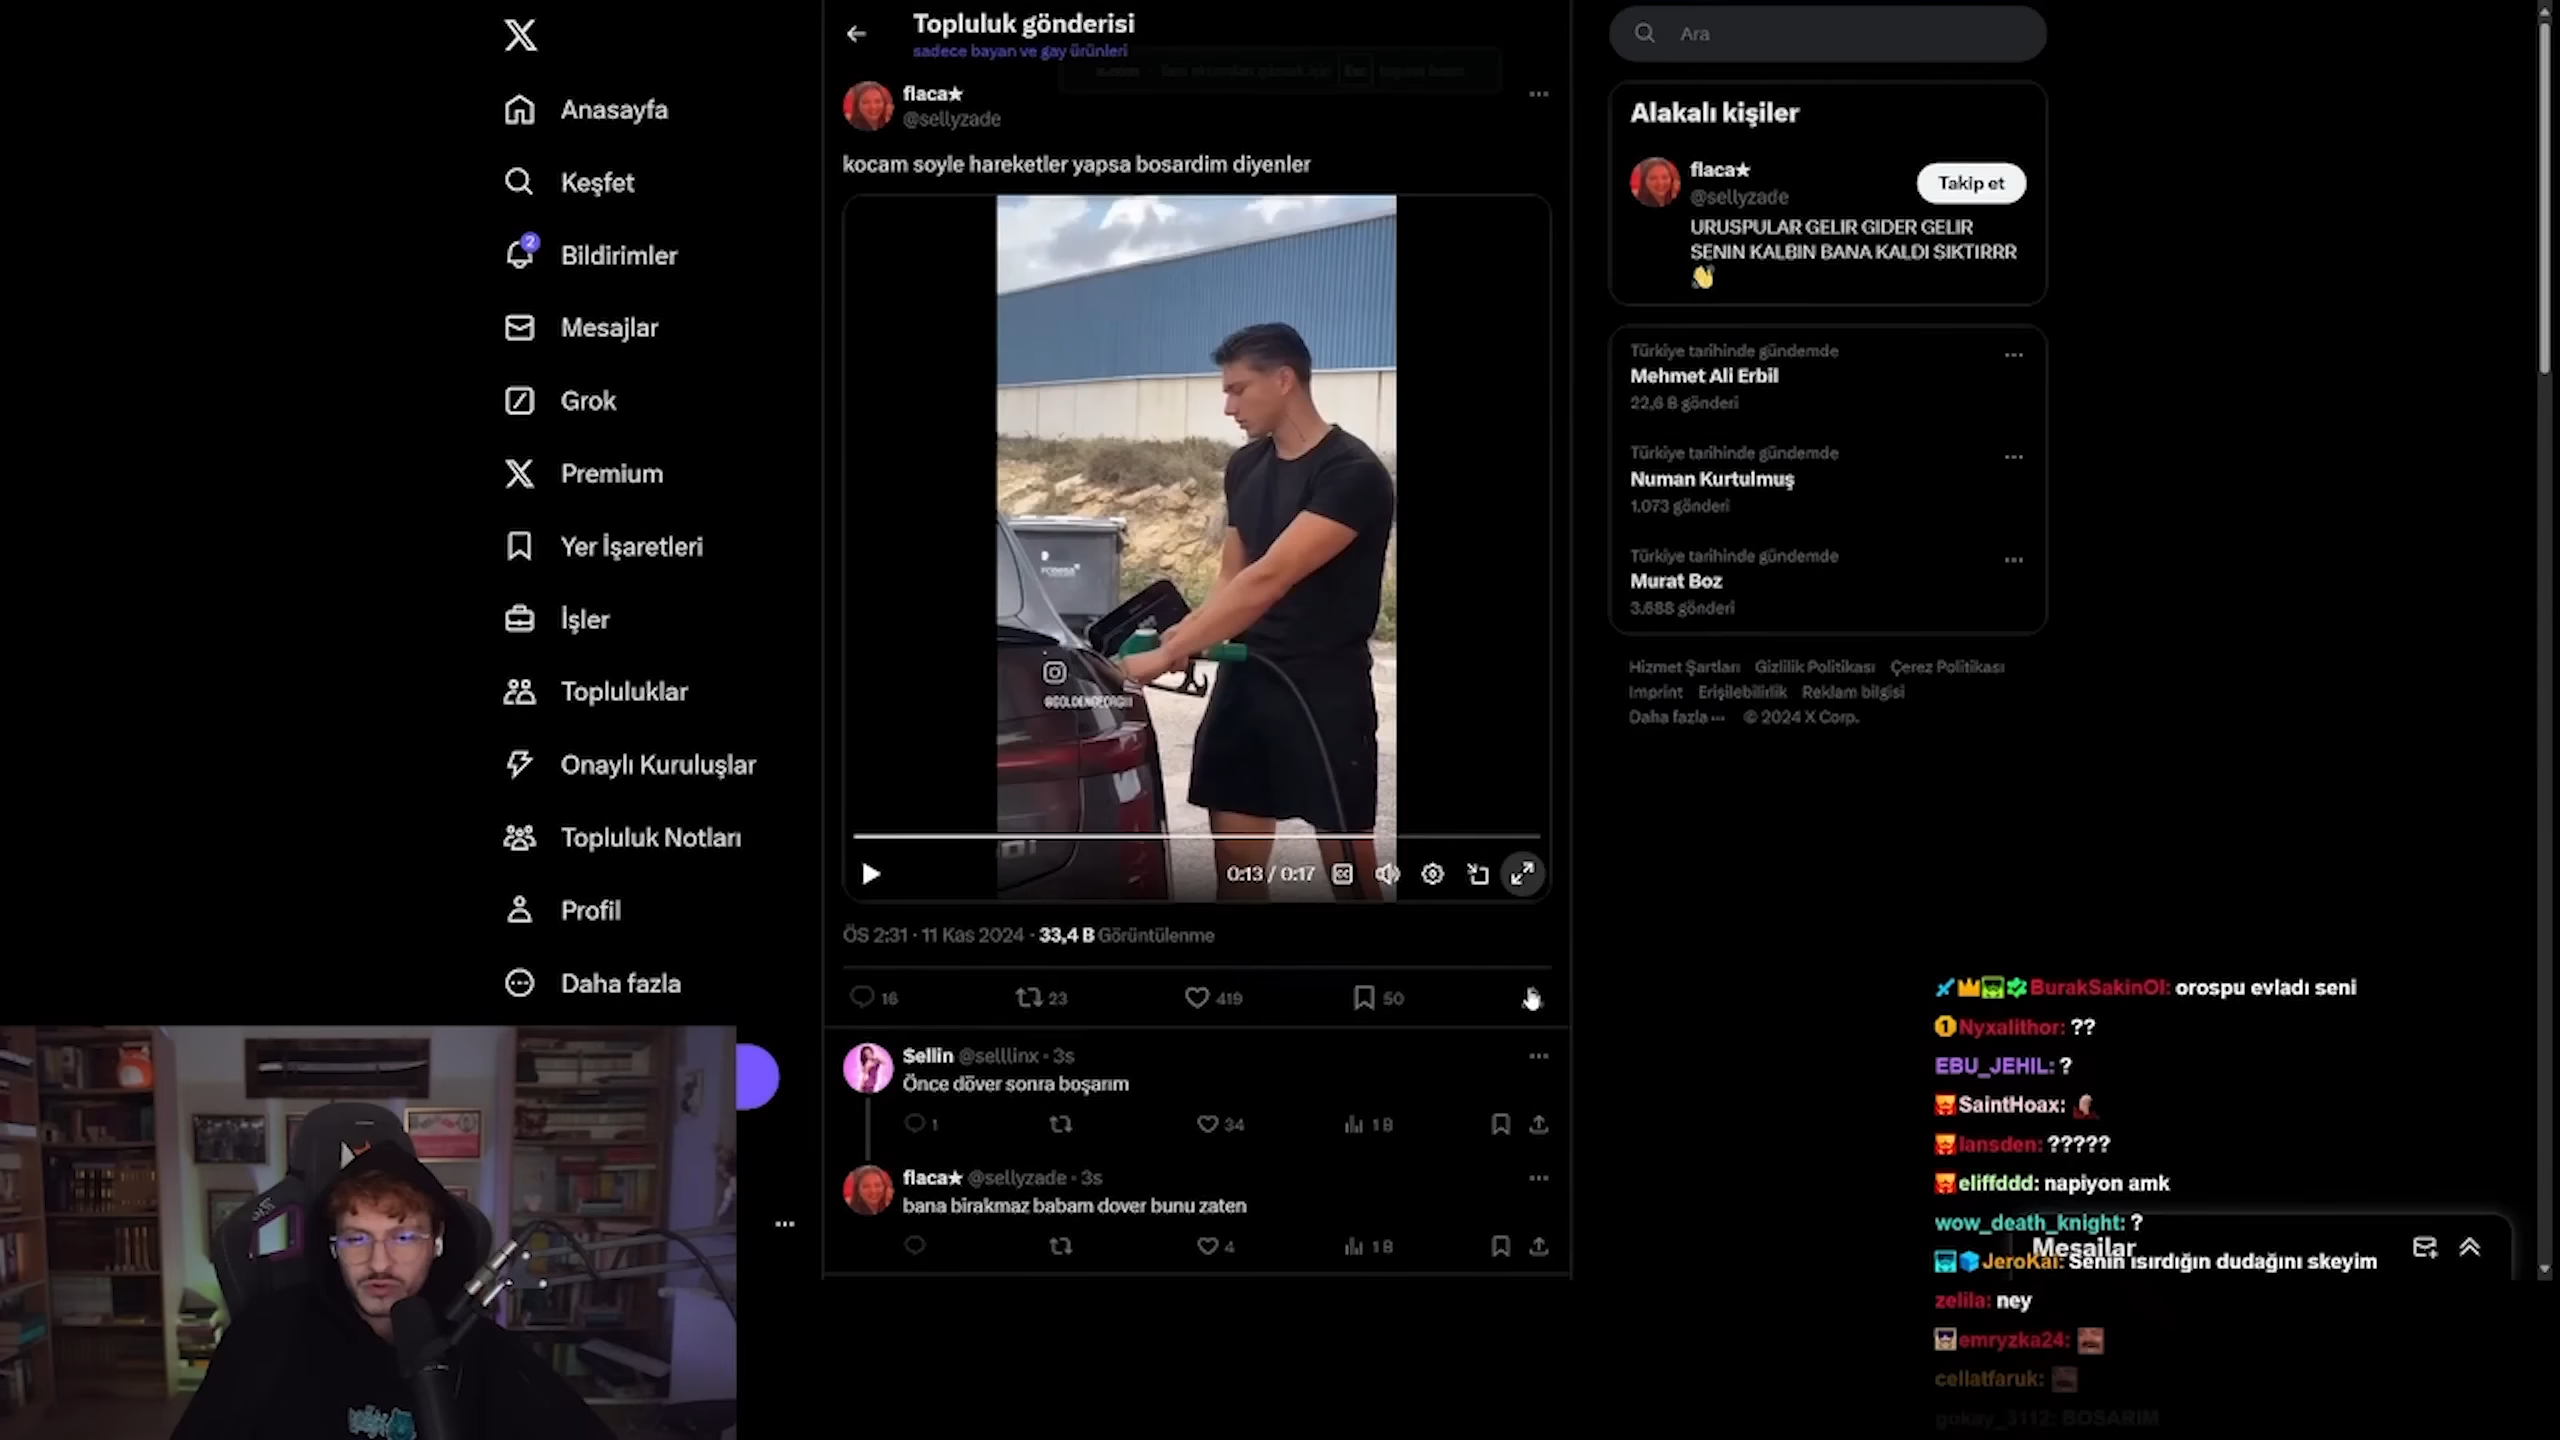 Anasayfa
Keşfet
2
Bildirimler
Mesajlar
Grok
Premium
Yer İşaretleri
İşler
Topluluklar
Onaylı Kuruluşlar
Topluluk Notları
Profil
Daha fazla
Topluluk gönderisi
sadece bayan ve gay ürünleri
flaca★
@sellyzade
kocam soyle hareketler yapsa bosardim diyenler
0:13 / 0:17
ÖS 2:31 · 11 Kas 2024 · 33,4 B Görüntülenme
16 23 419 50
$ellin @selllinx · 3s
Önce döver sonra boşarım
1 34 1 B
flaca★ @sellyzade · 3s
bana birakmaz babam dover bunu zaten
4 1 B
Ara
Alakalı kişiler
flaca★
@sellyzade
Takip et
URUSPULAR GELIR GIDER GELIR
SENIN KALBIN BANA KALDI SIKTIRRR
Türkiye tarihinde gündemde
Mehmet Ali Erbil
22,6 B gönderi
Türkiye tarihinde gündemde
Numan Kurtulmuş
1.073 gönderi
Türkiye tarihinde gündemde
Murat Boz
3.688 gönderi
Hizmet Şartları Gizlilik Politikası Çerez Politikası
Imprint Erişilebilirlik Reklam bilgisi
Daha fazla ··· © 2024 X Corp.
BurakSakinOl: orospu evladı seni
1 Nyxalithor: ??
EBU_JEHIL: ?
SaintHoax:
lansden: ?????
eliffddd: napiyon amk
wow_death_knight: ?
Mesajlar
JeroKai: Senin ısırdığın dudağını skeyim
zelila: ney
emryzka24:
cellatfaruk:
gokay_3112: BOSARIM